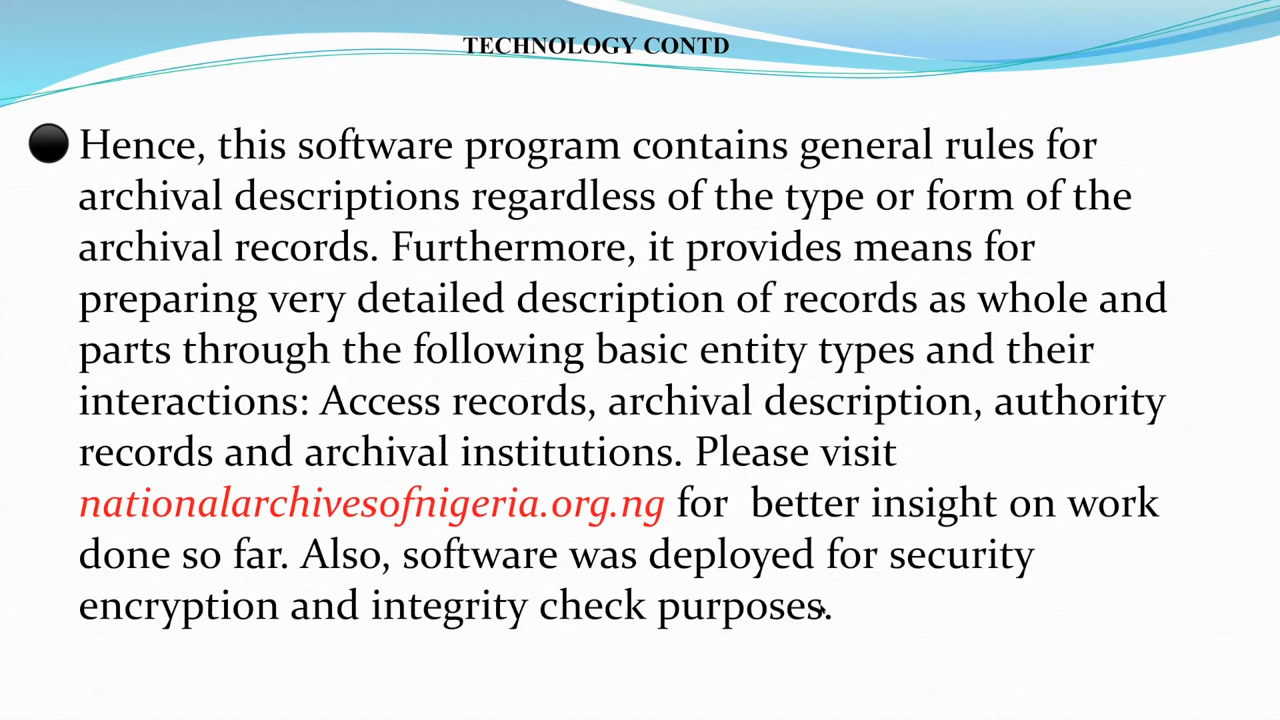 TECHNOLOGY CONTD
Hence, this software program contains general rules for
archival descriptions regardless of the type or form of the
archival records. Furthermore, it provides means for
preparing very detailed description of records as whole and
parts through the following basic entity types and their
interactions: Access records, archival description, authority
records and archival institutions. Please visit
nationalarchivesofnigeria.org.ng for  better insight on work
done so far. Also, software was deployed for security
encryption and integrity check purposes.